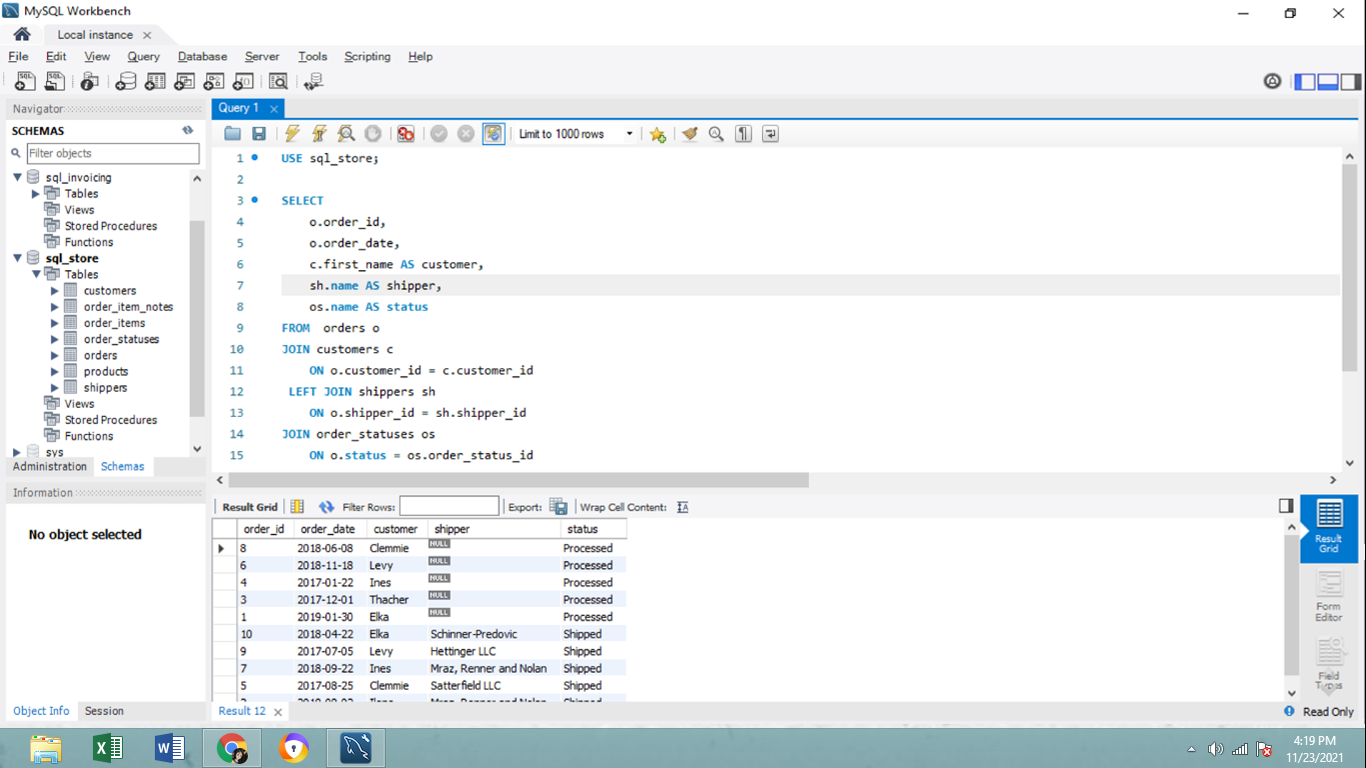 MySQL Workbench
Local instance
File Edit View Query Database Server Tools Scripting Help
Navigator
SCHEMAS
Filter objects
sql_invoicing
Tables
Views
Stored Procedures
Functions
sql_store
Tables
customers
order_item_notes
order_items
order_statuses
orders
products
shippers
Views
Stored Procedures
Functions
sys
Administration Schemas
Information
No object selected
Object Info Session
Query 1
Limit to 1000 rows
1 USE sql_store;
2
3 SELECT
4 o.order_id,
5 o.order_date,
6 c.first_name AS customer,
7 sh.name AS shipper,
8 os.name AS status
9 FROM  orders o
10 JOIN customers c
11 ON o.customer_id = c.customer_id
12 LEFT JOIN shippers sh
13 ON o.shipper_id = sh.shipper_id
14 JOIN order_statuses os
15 ON o.status = os.order_status_id
Result Grid Filter Rows: Export: Wrap Cell Content:
order_id order_date customer shipper status
8 2018-06-08 Clemmie NULL Processed
6 2018-11-18 Levy NULL Processed
4 2017-01-22 Ines NULL Processed
3 2017-12-01 Thacher NULL Processed
1 2019-01-30 Elka NULL Processed
10 2018-04-22 Elka Schinner-Predovic Shipped
9 2017-07-05 Levy Hettinger LLC Shipped
7 2018-09-22 Ines Mraz, Renner and Nolan Shipped
5 2017-08-25 Clemmie Satterfield LLC Shipped
Mraz, Renner and Nolan Shipped
Result Grid
Form Editor
Field Types
Result 12
Read Only
4:19 PM
11/23/2021